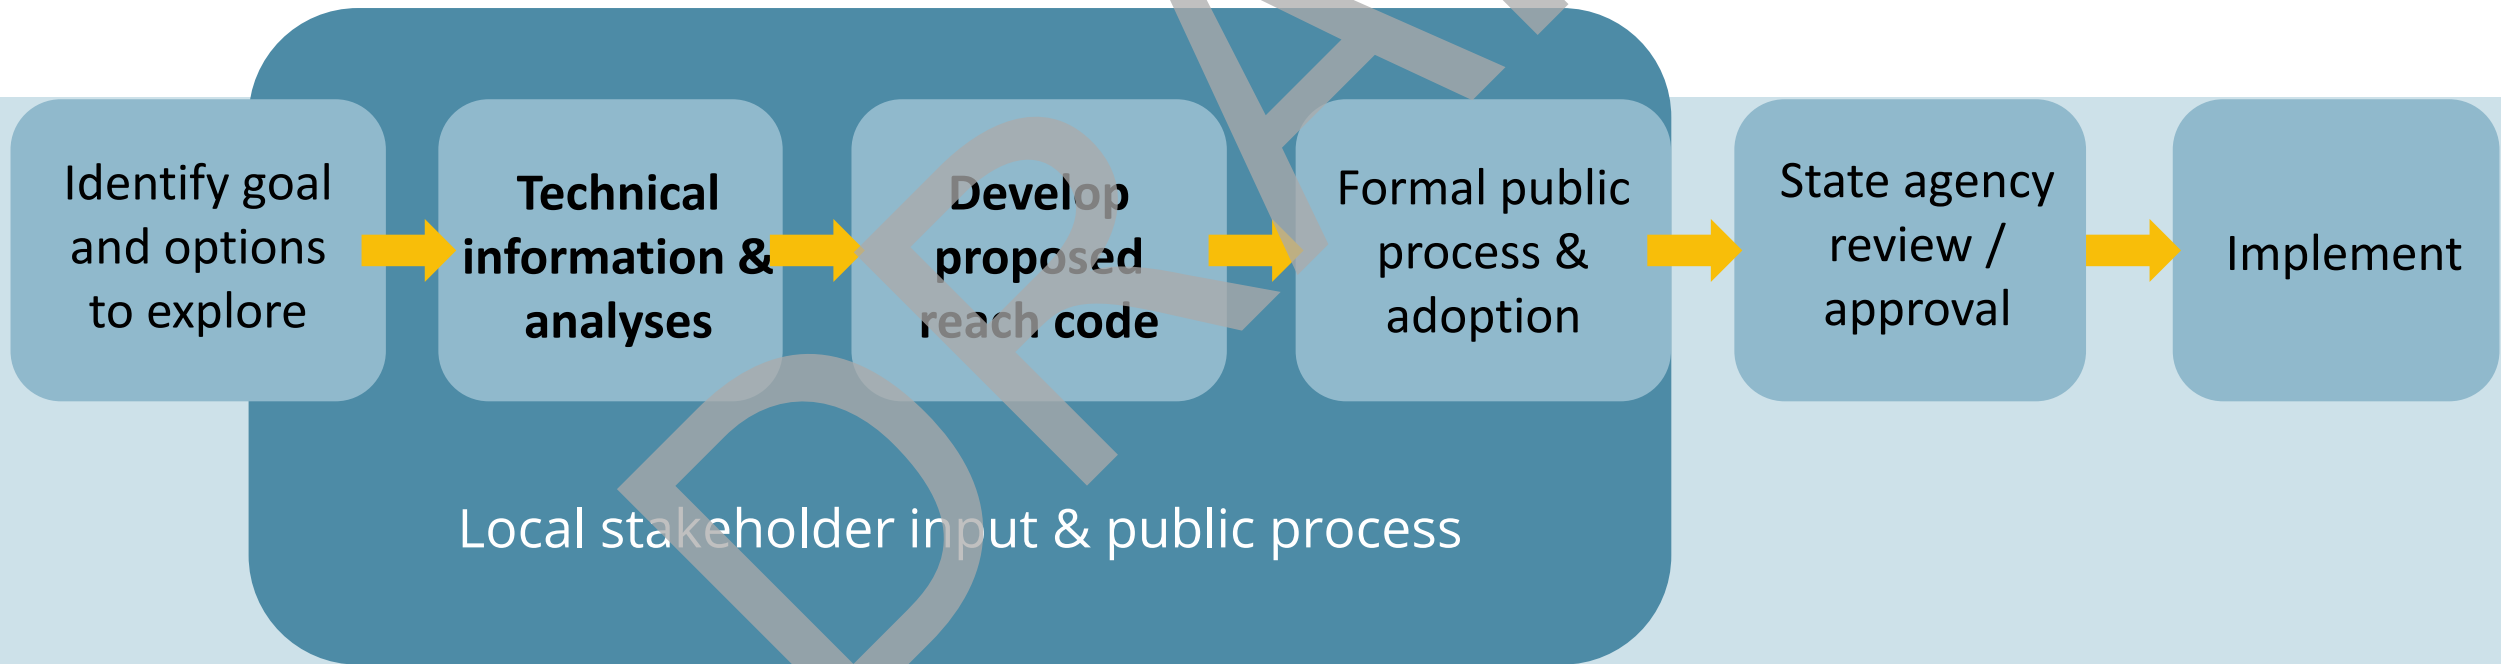 Identify goal
and options
to explore
Technical
information &
analyses
Develop
proposed
reach code
Formal public
process &
adoption
State agency
review /
approval
Implement
Local stakeholder input & public process
DRA